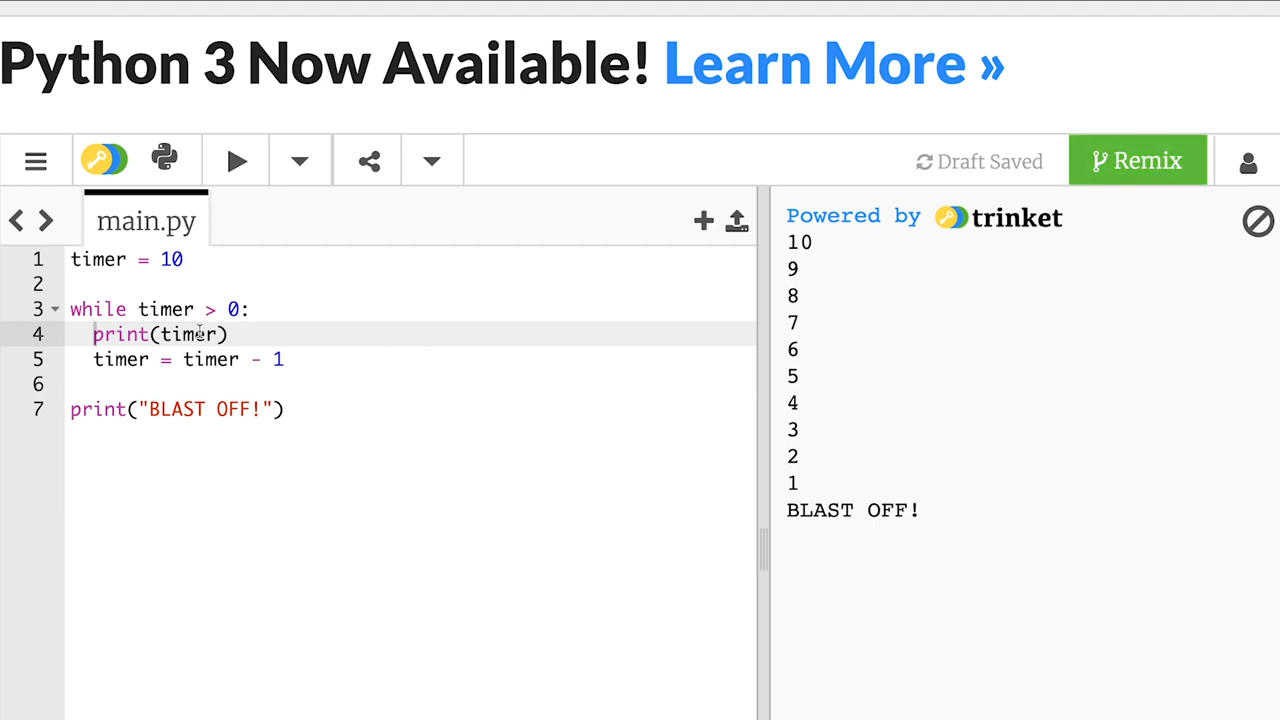 Python 3 Now Available! Learn More »
Draft Saved
Remix
main.py
1 timer = 10
2
3 while timer > 0:
4   print(timer)
5   timer = timer - 1
6
7 print("BLAST OFF!")
Powered by trinket
10
9
8
7
6
5
4
3
2
1
BLAST OFF!